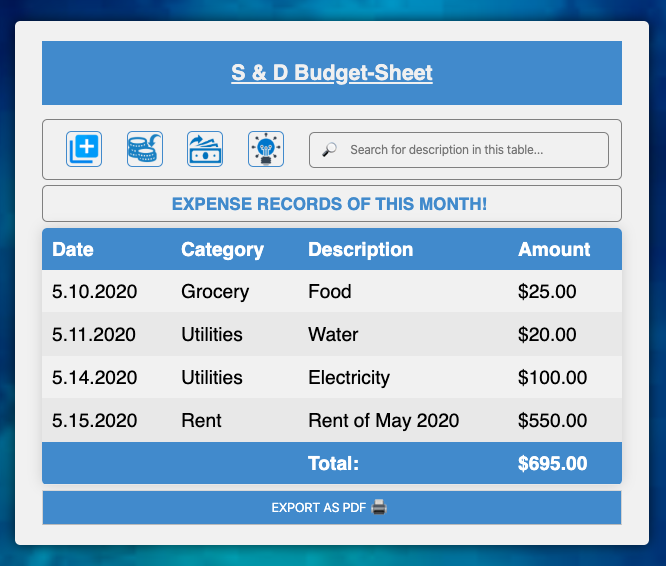 S & D Budget-Sheet
Search for description in this table...
EXPENSE RECORDS OF THIS MONTH!
Date Category Description Amount
5.10.2020 Grocery Food $25.00
5.11.2020 Utilities Water $20.00
5.14.2020 Utilities Electricity $100.00
5.15.2020 Rent Rent of May 2020 $550.00
Total: $695.00
EXPORT AS PDF